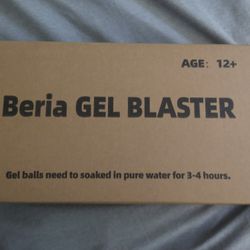 AGE: 12+
Beria GEL BLASTER
Gel balls need to soaked in pure water for 3-4 hours.